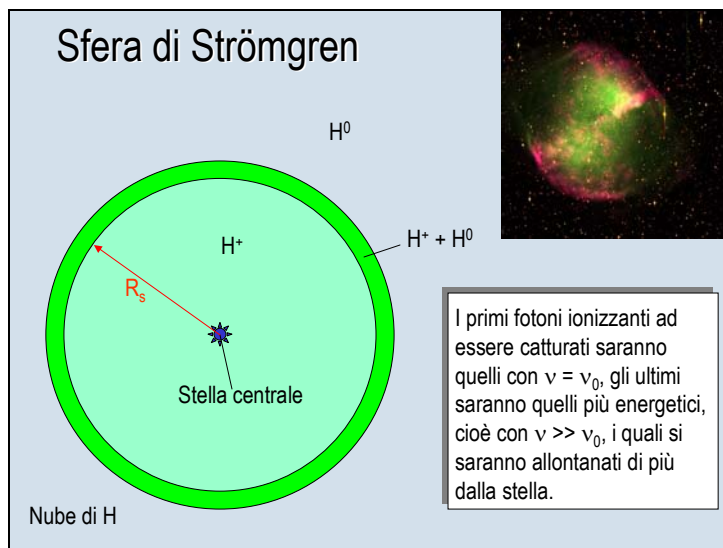 Sfera di Strömgren
H⁰
H⁺
H⁺ + H⁰
Rₛ
Stella centrale
I primi fotoni ionizzanti ad
essere catturati saranno
quelli con ν = ν₀, gli ultimi
saranno quelli più energetici,
cioè con ν >> ν₀, i quali si
saranno allontanati di più
dalla stella.
Nube di H